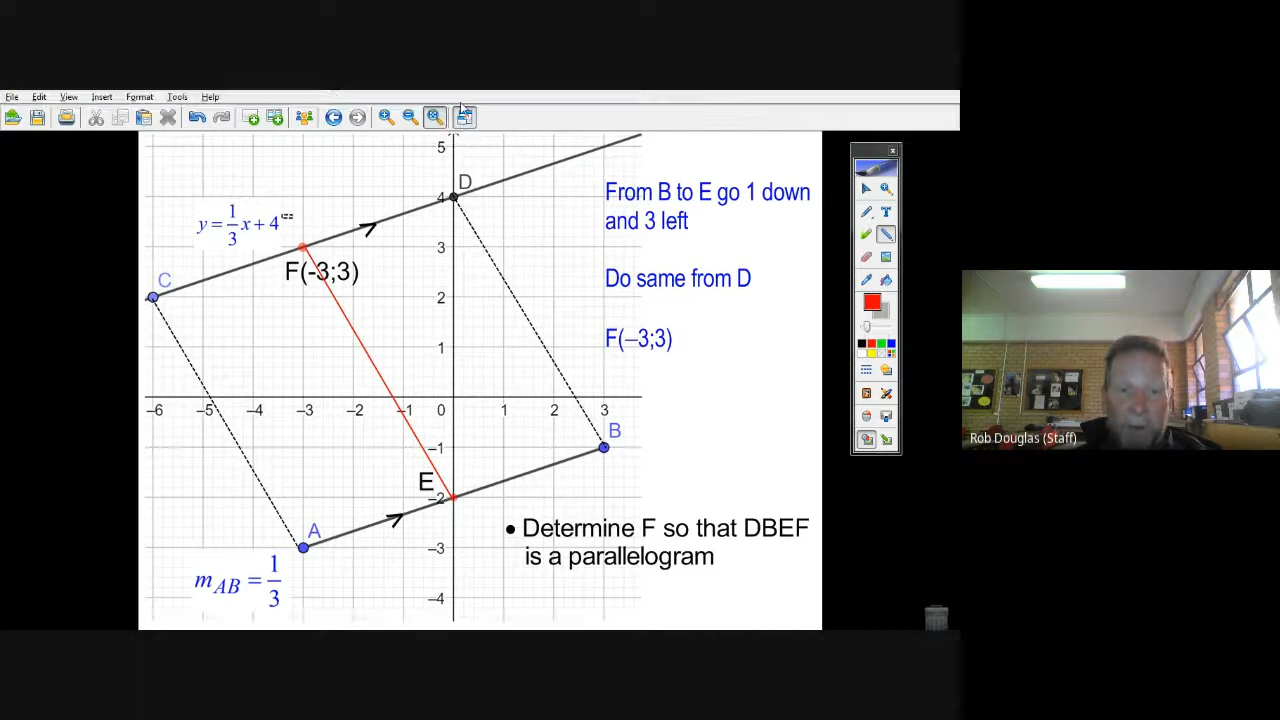 File Edit View Insert Format Tools Help
5
D
4
From B to E go 1 down
and 3 left
y = 1/3 x + 4
3
F(-3;3)
Do same from D
C
2
F(−3;3)
1
−6 −5 −4 −3 −2 −1 0 1 2 3
B
−1
E
−2
A
−3
Determine F so that DBEF
is a parallelogram
m_AB = 1/3
−4
Rob Douglas (Staff)